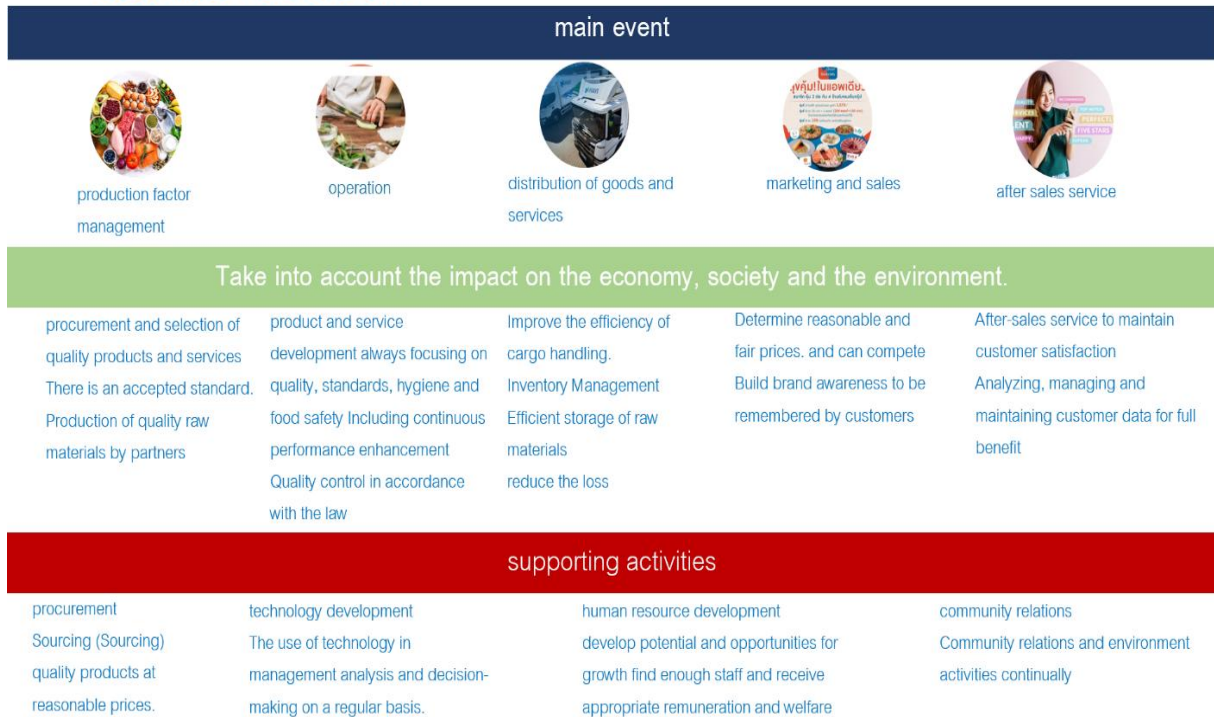 main event
production factor
management
operation
distribution of goods and
services
marketing and sales
after sales service
Take into account the impact on the economy, society and the environment.
procurement and selection of
quality products and services
There is an accepted standard.
Production of quality raw
materials by partners
product and service
development always focusing on
quality, standards, hygiene and
food safety Including continuous
performance enhancement
Quality control in accordance
with the law
Improve the efficiency of
cargo handling.
Inventory Management
Efficient storage of raw
materials
reduce the loss
Determine reasonable and
fair prices. and can compete
Build brand awareness to be
remembered by customers
After-sales service to maintain
customer satisfaction
Analyzing, managing and
maintaining customer data for full
benefit
supporting activities
procurement
Sourcing (Sourcing)
quality products at
reasonable prices.
technology development
The use of technology in
management analysis and decision-
making on a regular basis.
human resource development
develop potential and opportunities for
growth find enough staff and receive
appropriate remuneration and welfare
community relations
Community relations and environment
activities continually
PERFECT
FIVE STARS